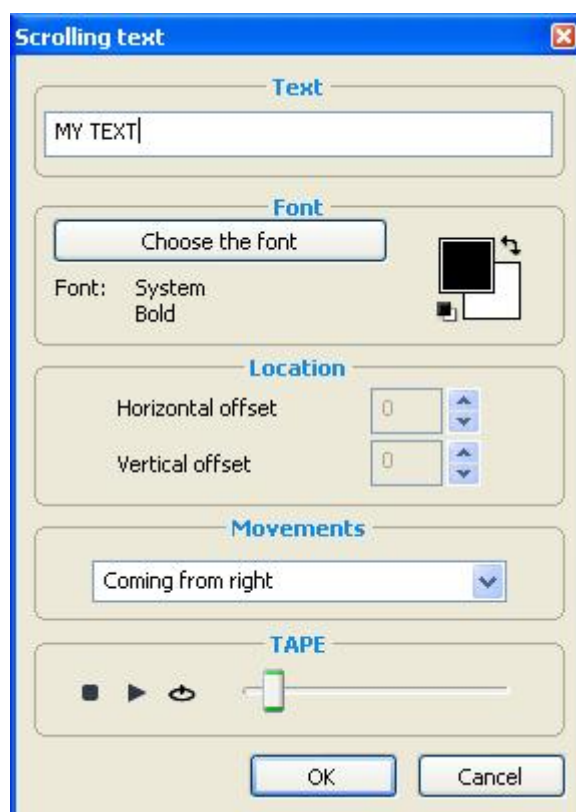 Scrolling text
Text
MY TEXT
Font
Choose the font
Font: System
Bold
Location
Horizontal offset 0
Vertical offset 0
Movements
Coming from right
TAPE
OK Cancel